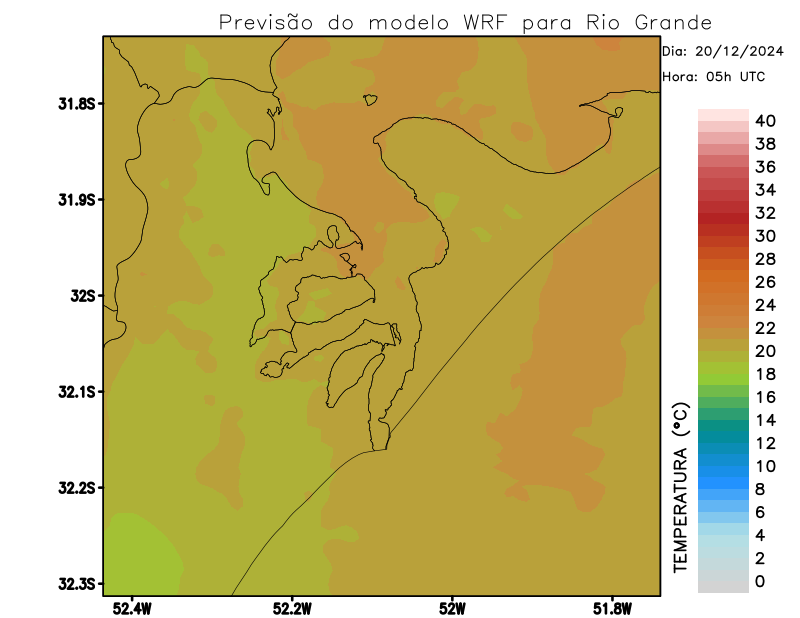 Previsão do modelo WRF para Rio Grande
Dia: 20/12/2024
Hora: 05h UTC
31.8S
31.9S
32S
32.1S
32.2S
32.3S
52.4W
52.2W
52W
51.8W
TEMPERATURA (°C)
40
38
36
34
32
30
28
26
24
22
20
18
16
14
12
10
8
6
4
2
0